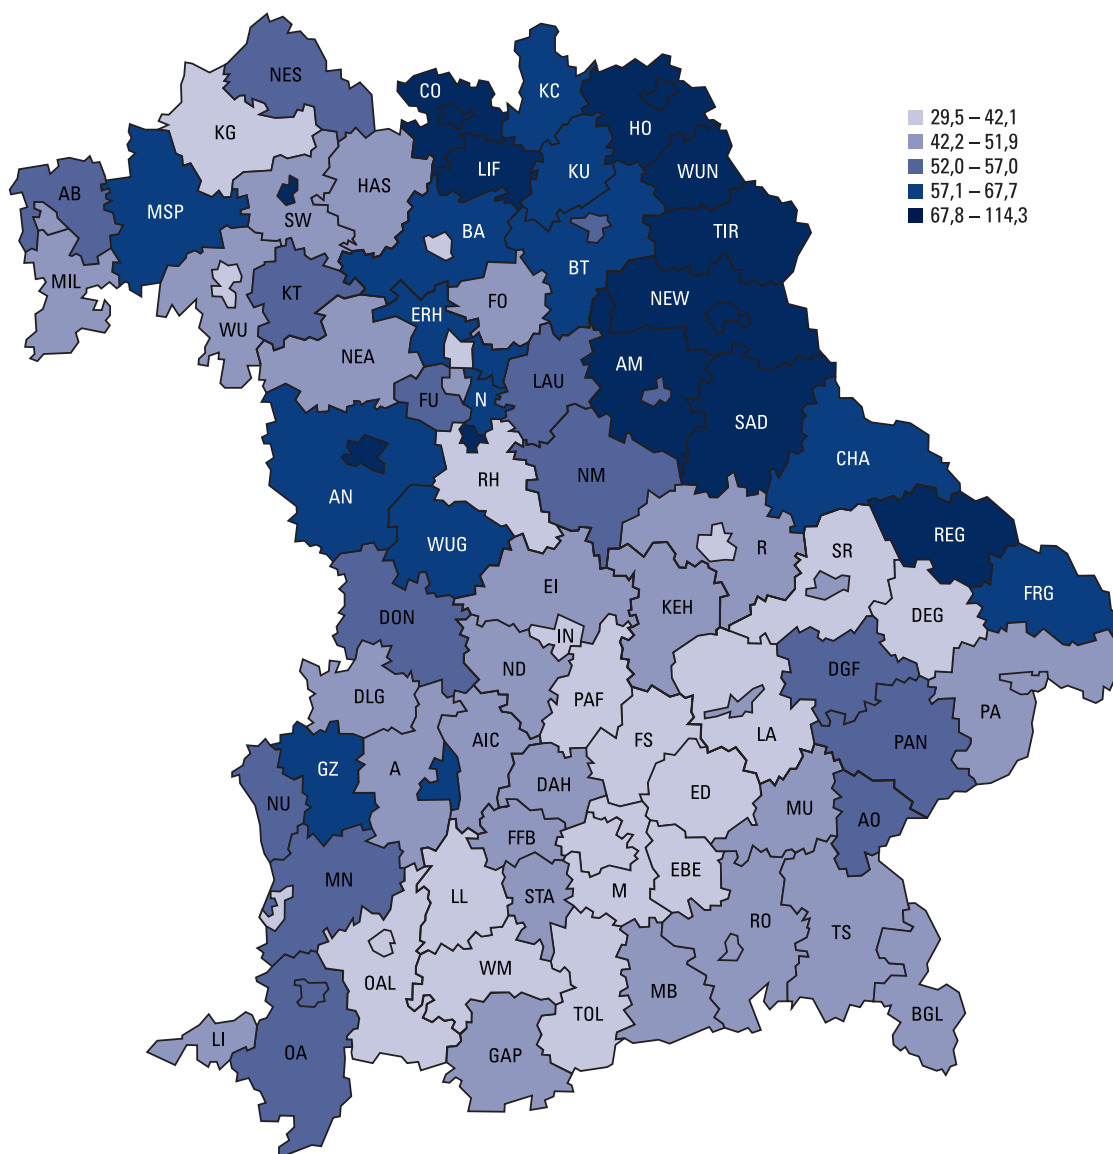 NES
CO
KC
HO
29,5 – 42,1
42,2 – 51,9
52,0 – 57,0
57,1 – 67,7
67,8 – 114,3
KG
AB
MSP
SW
HAS
LIF
KU
WUN
BA
TIR
MIL
KT
BT
WU
ERH
FO
NEW
NEA
FU
N
LAU
AM
SAD
AN
RH
NM
CHA
WUG
R
SR
REG
EI
KEH
FRG
DON
IN
DEG
ND
PAF
DGF
DLG
PA
AIC
FS
LA
PAN
GZ
A
DAH
ED
MU
NU
FFB
AO
MN
LL
STA
M
EBE
RO
TS
OAL
WM
MB
TOL
BGL
LI
OA
GAP